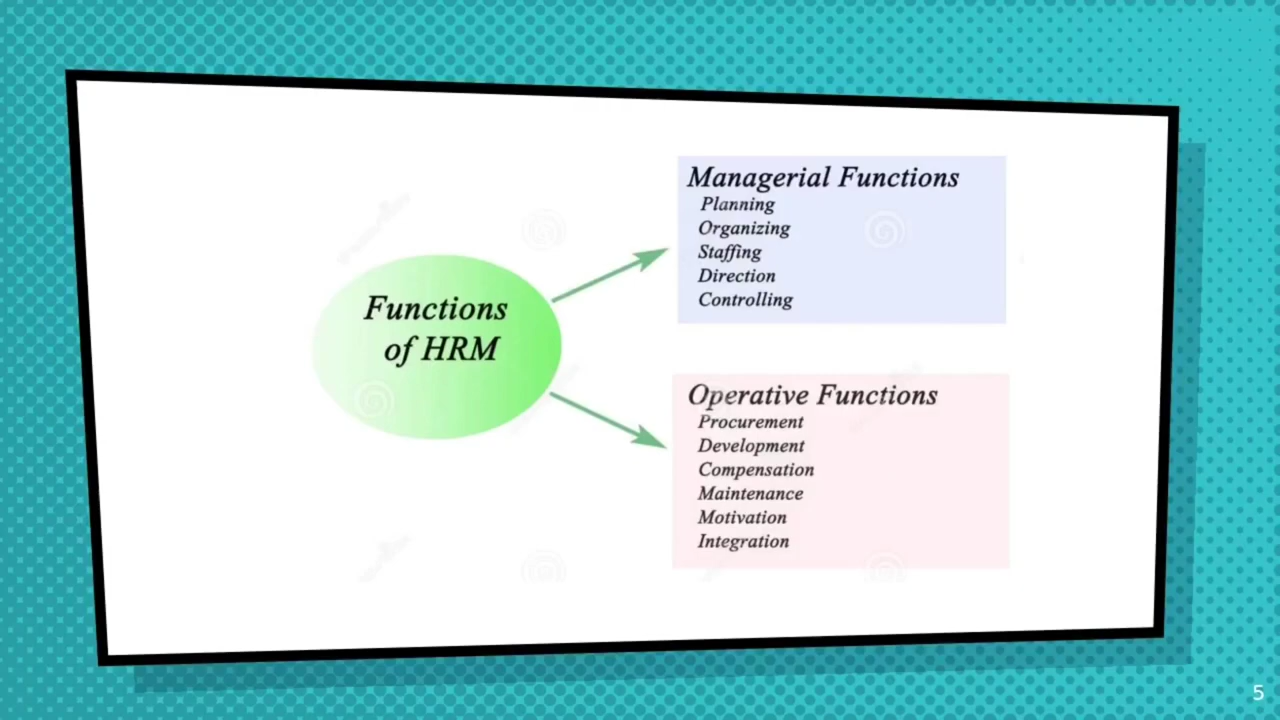 Functions
of HRM
Managerial Functions
Planning
Organizing
Staffing
Direction
Controlling
Operative Functions
Procurement
Development
Compensation
Maintenance
Motivation
Integration
5